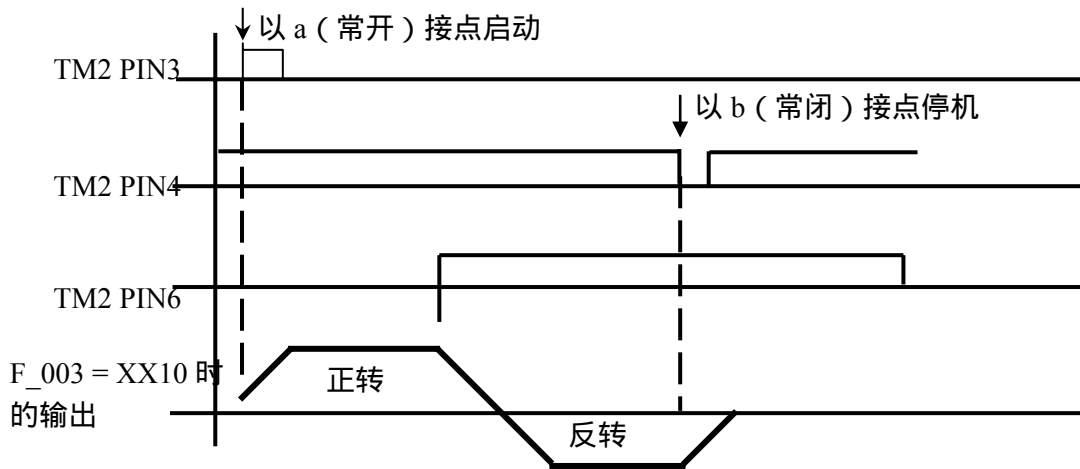 以 a（常开）接点启动
TM2 PIN3
以 b（常闭）接点停机
TM2 PIN4
TM2 PIN6
F_003 = XX10 时
的输出
正转
反转